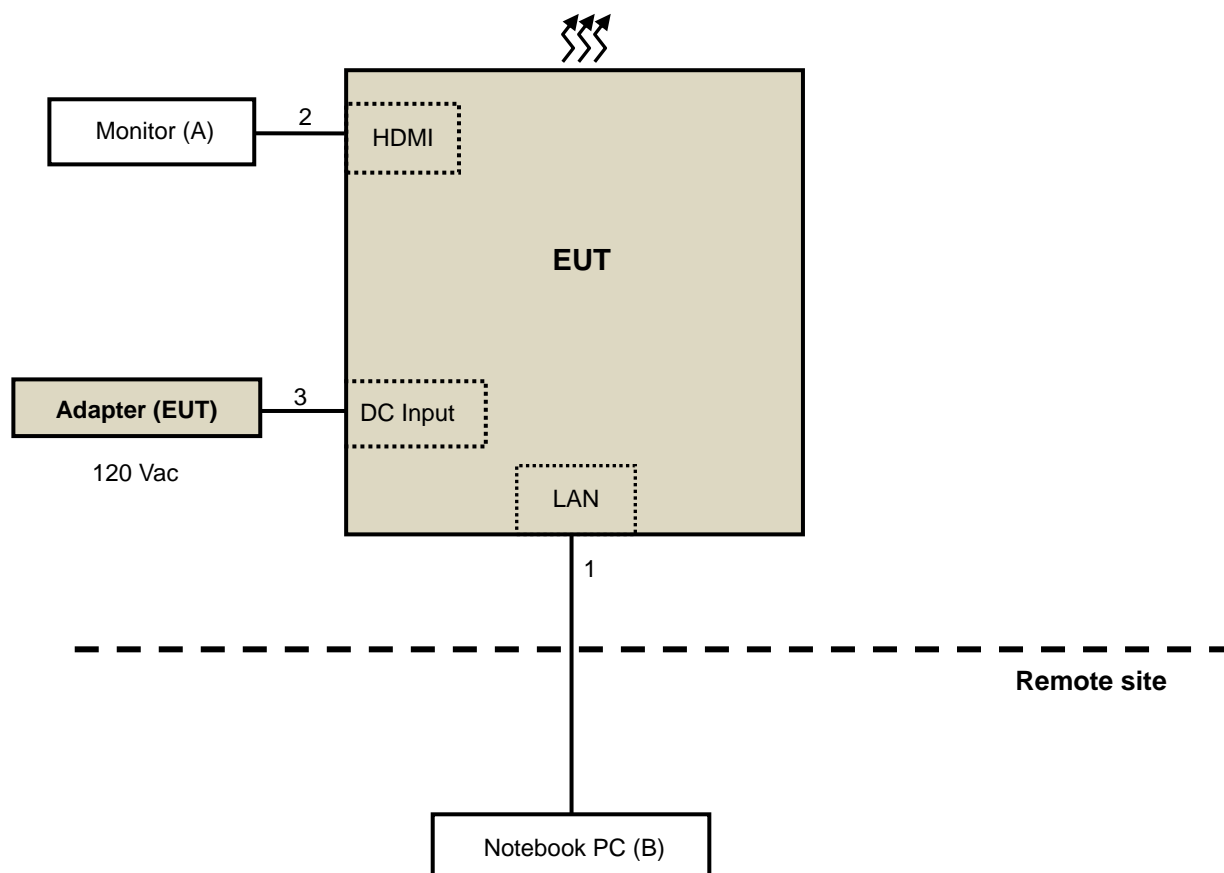 2
Monitor (A)
HDMI
EUT
3
Adapter (EUT)
DC Input
120 Vac
LAN
1
Remote site
Notebook PC (B)